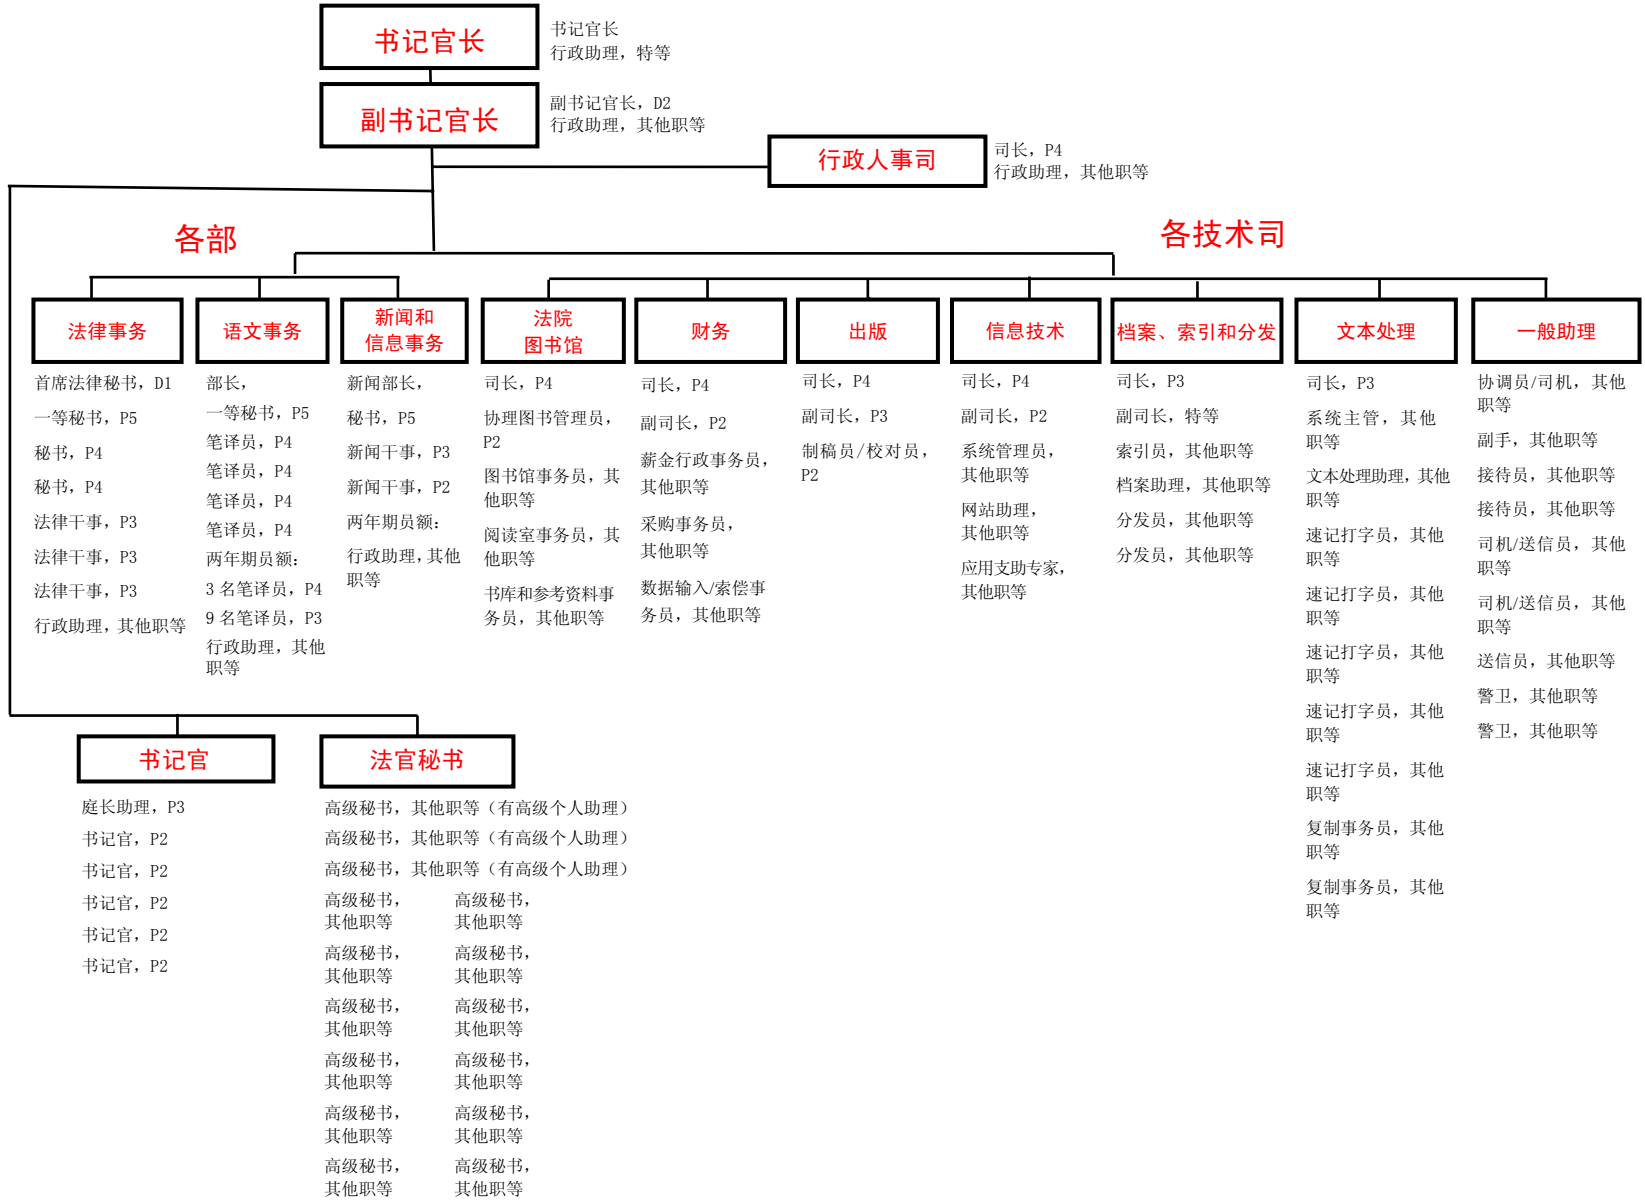 书记官长
书记官长
行政助理，特等
副书记官长
副书记官长，D2
行政助理，其他职等
行政人事司
司长，P4
行政助理，其他职等
各部
各技术司
法律事务
首席法律秘书，D1
一等秘书，P5
秘书，P4
秘书，P4
法律干事，P3
法律干事，P3
法律干事，P3
行政助理，其他职等
语文事务
部长，
一等秘书，P5
笔译员，P4
笔译员，P4
笔译员，P4
笔译员，P4
两年期员额：
3 名笔译员，P4
9 名笔译员，P3
行政助理，其他
职等
新闻和
信息事务
新闻部长，
秘书，P5
新闻干事，P3
新闻干事，P2
两年期员额：
行政助理，其他
职等
法院
图书馆
司长，P4
协理图书管理员，
P2
图书馆事务员，其
他职等
阅读室事务员，其
他职等
书库和参考资料事
务员，其他职等
财务
司长，P4
副司长，P2
薪金行政事务员，
其他职等
采购事务员，
其他职等
数据输入/索偿事
务员，其他职等
出版
司长，P4
副司长，P3
制稿员/校对员，
P2
信息技术
司长，P4
副司长，P2
系统管理员，
其他职等
网站助理，
其他职等
应用支助专家，
其他职等
档案、索引和分发
司长，P3
副司长，特等
索引员，其他职等
档案助理，其他职等
分发员，其他职等
分发员，其他职等
文本处理
司长，P3
系统主管，其他
职等
文本处理助理，其他
职等
速记打字员，其他
职等
速记打字员，其他
职等
速记打字员，其他
职等
速记打字员，其他
职等
速记打字员，其他
职等
复制事务员，其他
职等
复制事务员，其他
职等
一般助理
协调员/司机，其他
职等
副手，其他职等
接待员，其他职等
接待员，其他职等
司机/送信员，其他
职等
司机/送信员，其他
职等
送信员，其他职等
警卫，其他职等
警卫，其他职等
书记官
庭长助理，P3
书记官，P2
书记官，P2
书记官，P2
书记官，P2
书记官，P2
法官秘书
高级秘书，其他职等（有高级个人助理）
高级秘书，其他职等（有高级个人助理）
高级秘书，其他职等（有高级个人助理）
高级秘书，
其他职等
高级秘书，
其他职等
高级秘书，
其他职等
高级秘书，
其他职等
高级秘书，
其他职等
高级秘书，
其他职等
高级秘书，
其他职等
高级秘书，
其他职等
高级秘书，
其他职等
高级秘书，
其他职等
高级秘书，
其他职等
高级秘书，
其他职等